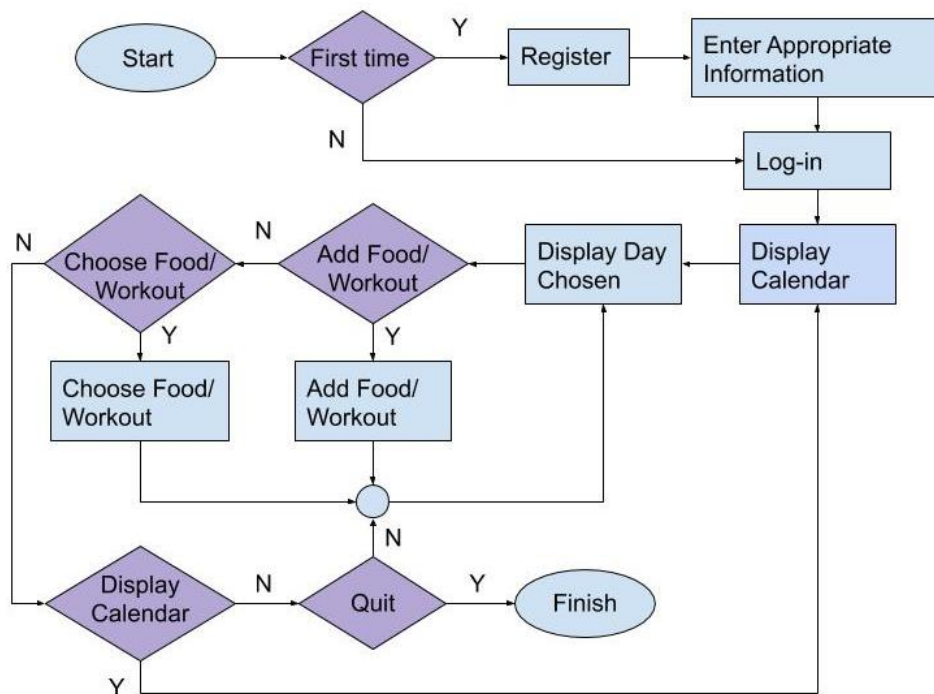 Start
First time
Y
Register
Enter Appropriate
Information
N
Log-in
N
Choose Food/
Workout
N
Add Food/
Workout
Display Day
Chosen
Display
Calendar
Y
Y
Choose Food/
Workout
Add Food/
Workout
N
Display
Calendar
N
Quit
Y
Finish
Y